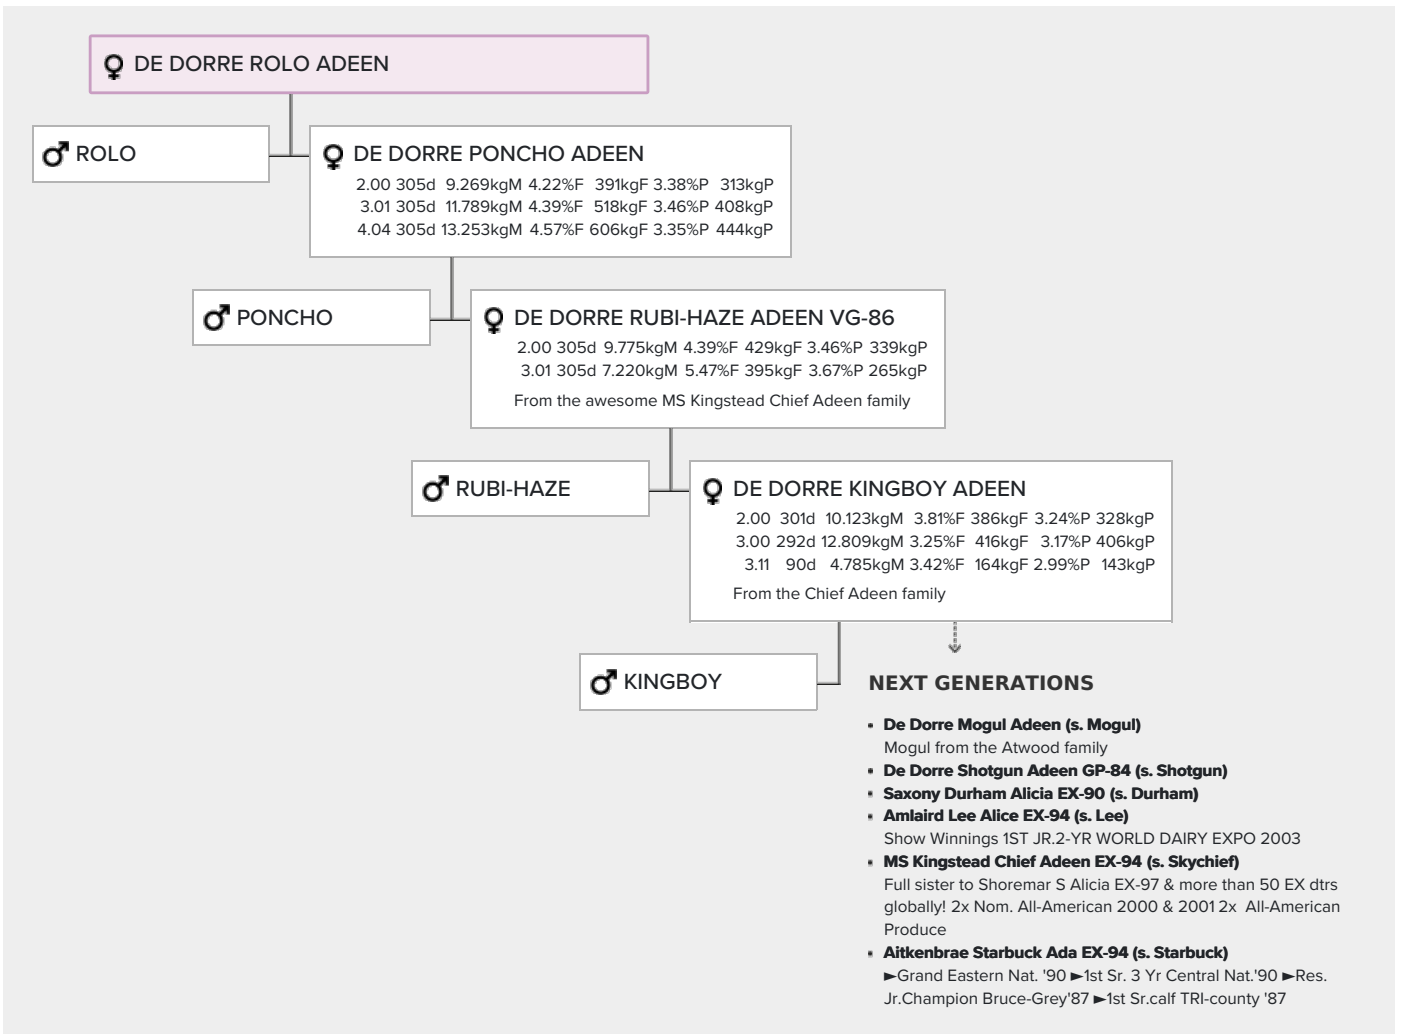 DE DORRE ROLO ADEEN
ROLO
DE DORRE PONCHO ADEEN
2.00 305d 9.269kgM 4.22%F 391kgF 3.38%P 313kgP
3.01 305d 11.789kgM 4.39%F 518kgF 3.46%P 408kgP
4.04 305d 13.253kgM 4.57%F 606kgF 3.35%P 444kgP
PONCHO
DE DORRE RUBI-HAZE ADEEN VG-86
2.00 305d 9.775kgM 4.39%F 429kgF 3.46%P 339kgP
3.01 305d 7.220kgM 5.47%F 395kgF 3.67%P 265kgP
From the awesome MS Kingstead Chief Adeen family
RUBI-HAZE
DE DORRE KINGBOY ADEEN
2.00 301d 10.123kgM 3.81%F 386kgF 3.24%P 328kgP
3.00 292d 12.809kgM 3.25%F 416kgF 3.17%P 406kgP
3.11 90d 4.785kgM 3.42%F 164kgF 2.99%P 143kgP
From the Chief Adeen family
KINGBOY
NEXT GENERATIONS
▪ De Dorre Mogul Adeen (s. Mogul)
Mogul from the Atwood family
▪ De Dorre Shotgun Adeen GP-84 (s. Shotgun)
▪ Saxony Durham Alicia EX-90 (s. Durham)
▪ Amlaird Lee Alice EX-94 (s. Lee)
Show Winnings 1ST JR.2-YR WORLD DAIRY EXPO 2003
▪ MS Kingstead Chief Adeen EX-94 (s. Skychief)
Full sister to Shoremar S Alicia EX-97 & more than 50 EX dtrs
globally! 2x Nom. All-American 2000 & 2001 2x All-American
Produce
▪ Aitkenbrae Starbuck Ada EX-94 (s. Starbuck)
►Grand Eastern Nat. '90 ►1st Sr. 3 Yr Central Nat.'90 ►Res.
Jr.Champion Bruce-Grey'87 ►1st Sr.calf TRI-county '87